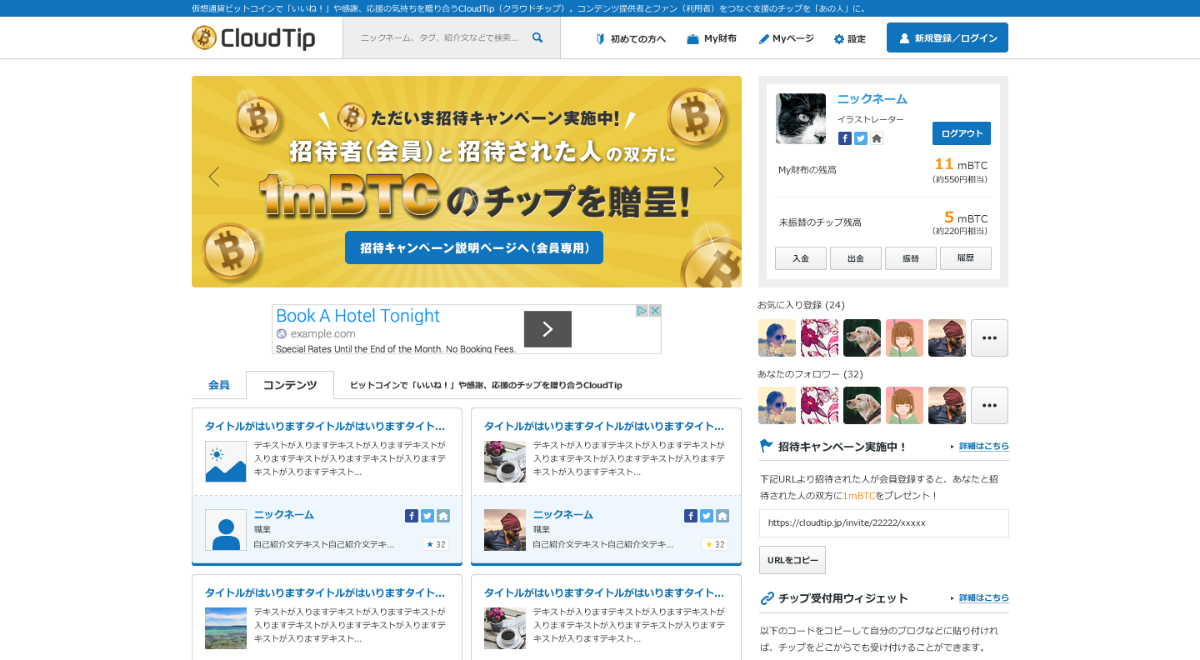 仮想通貨ビットコインで「いいね！」や感謝、応援の気持ちを贈り合うCloudTip（クラウドチップ）。コンテンツ提供者とファン（利用者）をつなぐ支援のチップを「あの人」に。
CloudTip
ニックネーム、タグ、紹介文などで検索...
初めての方へ
My財布
Myページ
設定
新規登録／ログイン
ただいま招待キャンペーン実施中!
招待者（会員）と招待された人の双方に
1mBTCのチップを贈呈!
招待キャンペーン説明ページへ（会員専用）
Book A Hotel Tonight
example.com
Special Rates Until the End of the Month. No Booking Fees.
会員
コンテンツ
ビットコインで「いいね！」や感謝、応援のチップを贈り合うCloudTip
タイトルがはいりますタイトルがはいりますタイト...
テキストが入りますテキストが入りますテキストが
入りますテキストが入りますテキストが入りますテ
キストが入りますテキスト...
ニックネーム
職業
自己紹介文テキスト自己紹介文テキ...
★ 32
タイトルがはいりますタイトルがはいりますタイト...
テキストが入りますテキストが入りますテキストが
入りますテキストが入りますテキストが入りますテ
キストが入りますテキスト...
ニックネーム
職業
自己紹介文テキスト自己紹介文テキ...
★ 32
タイトルがはいりますタイトルがはいりますタイト...
テキストが入りますテキストが入りますテキストが
入りますテキストが入りますテキストが入りますテ
キストが入りますテキスト...
タイトルがはいりますタイトルがはいりますタイト...
テキストが入りますテキストが入りますテキストが
入りますテキストが入りますテキストが入りますテ
キストが入りますテキスト...
ニックネーム
イラストレーター
ログアウト
My財布の残高
11 mBTC
（約550円相当）
未振替のチップ残高
5 mBTC
（約220円相当）
入金
出金
振替
履歴
お気に入り登録 (24)
•••
あなたのフォロワー (32)
•••
招待キャンペーン実施中！
詳細はこちら
下記URLより招待された人が会員登録すると、あなたと招
待された人の双方に1mBTCをプレゼント！
https://cloudtip.jp/invite/22222/xxxxx
URLをコピー
チップ受付用ウィジェット
詳細はこちら
以下のコードをコピーして自分のブログなどに貼り付けれ
ば、チップをどこからでも受け付けることができます。